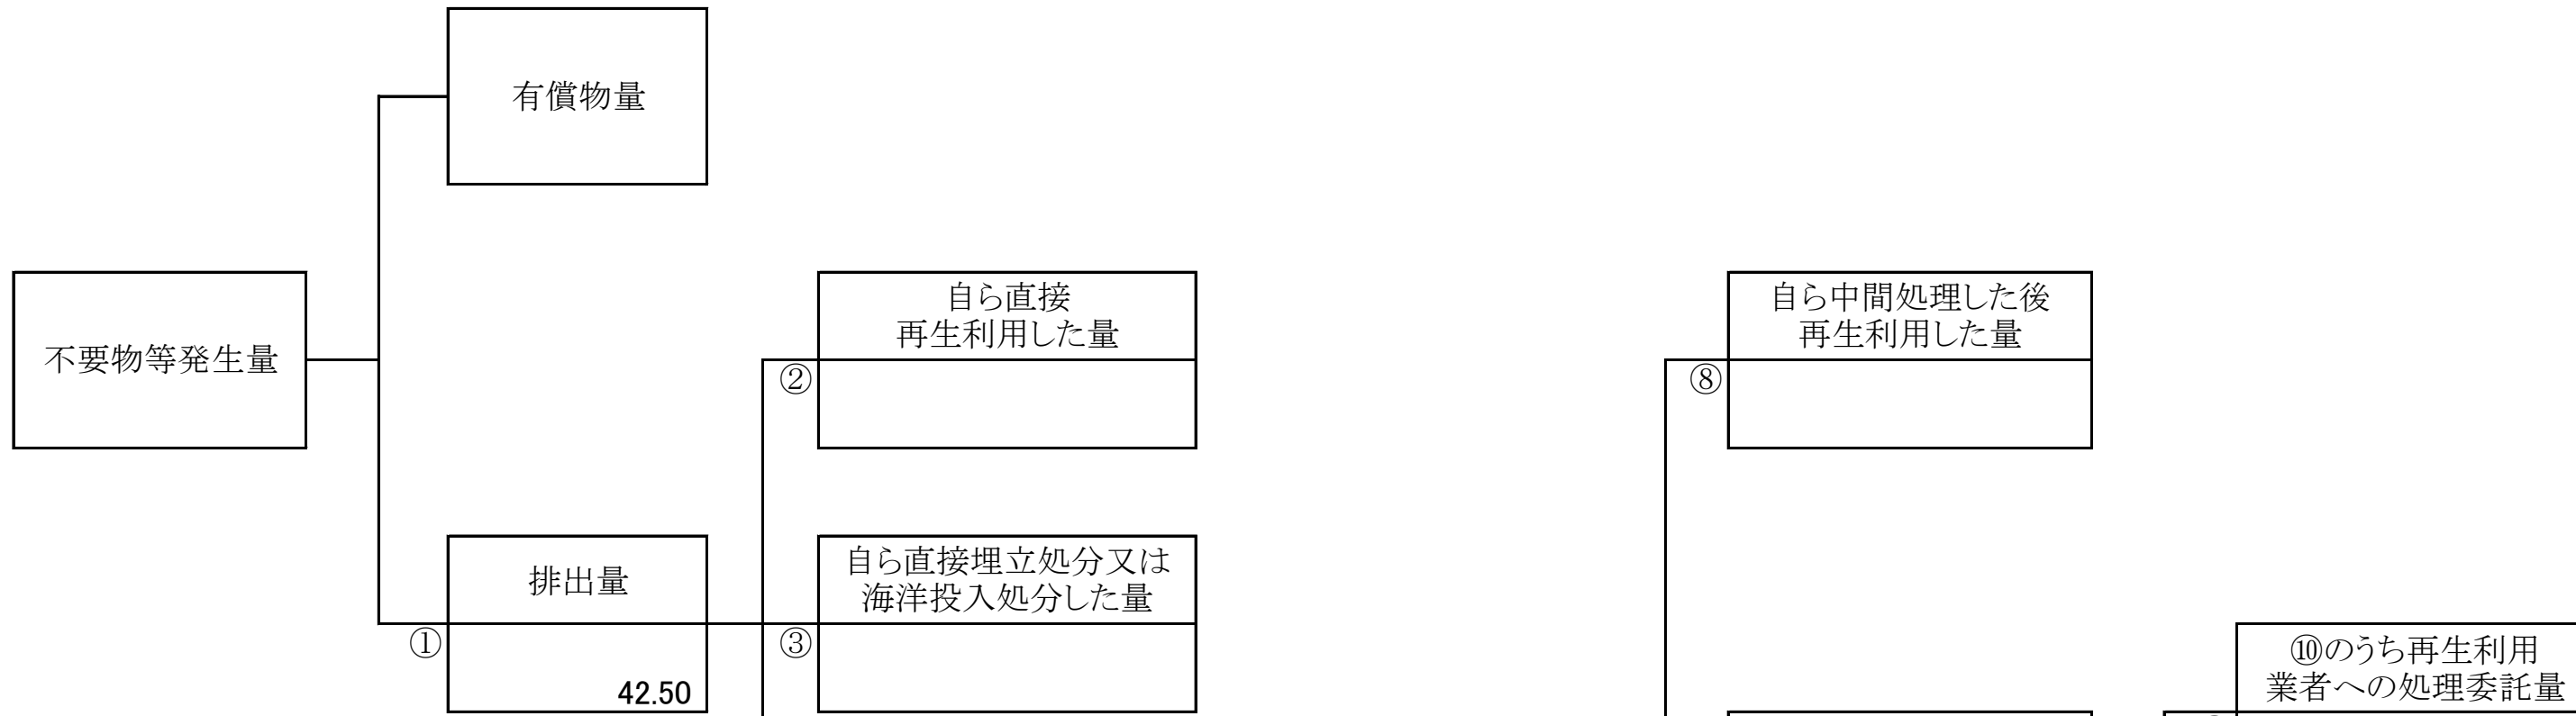 有償物量
不要物等発生量
自ら直接
再生利用した量
②
自ら中間処理した後
再生利用した量
⑧
排出量
①
42.50
自ら直接埋立処分又は
海洋投入処分した量
③
⑩のうち再生利用
業者への処理委託量